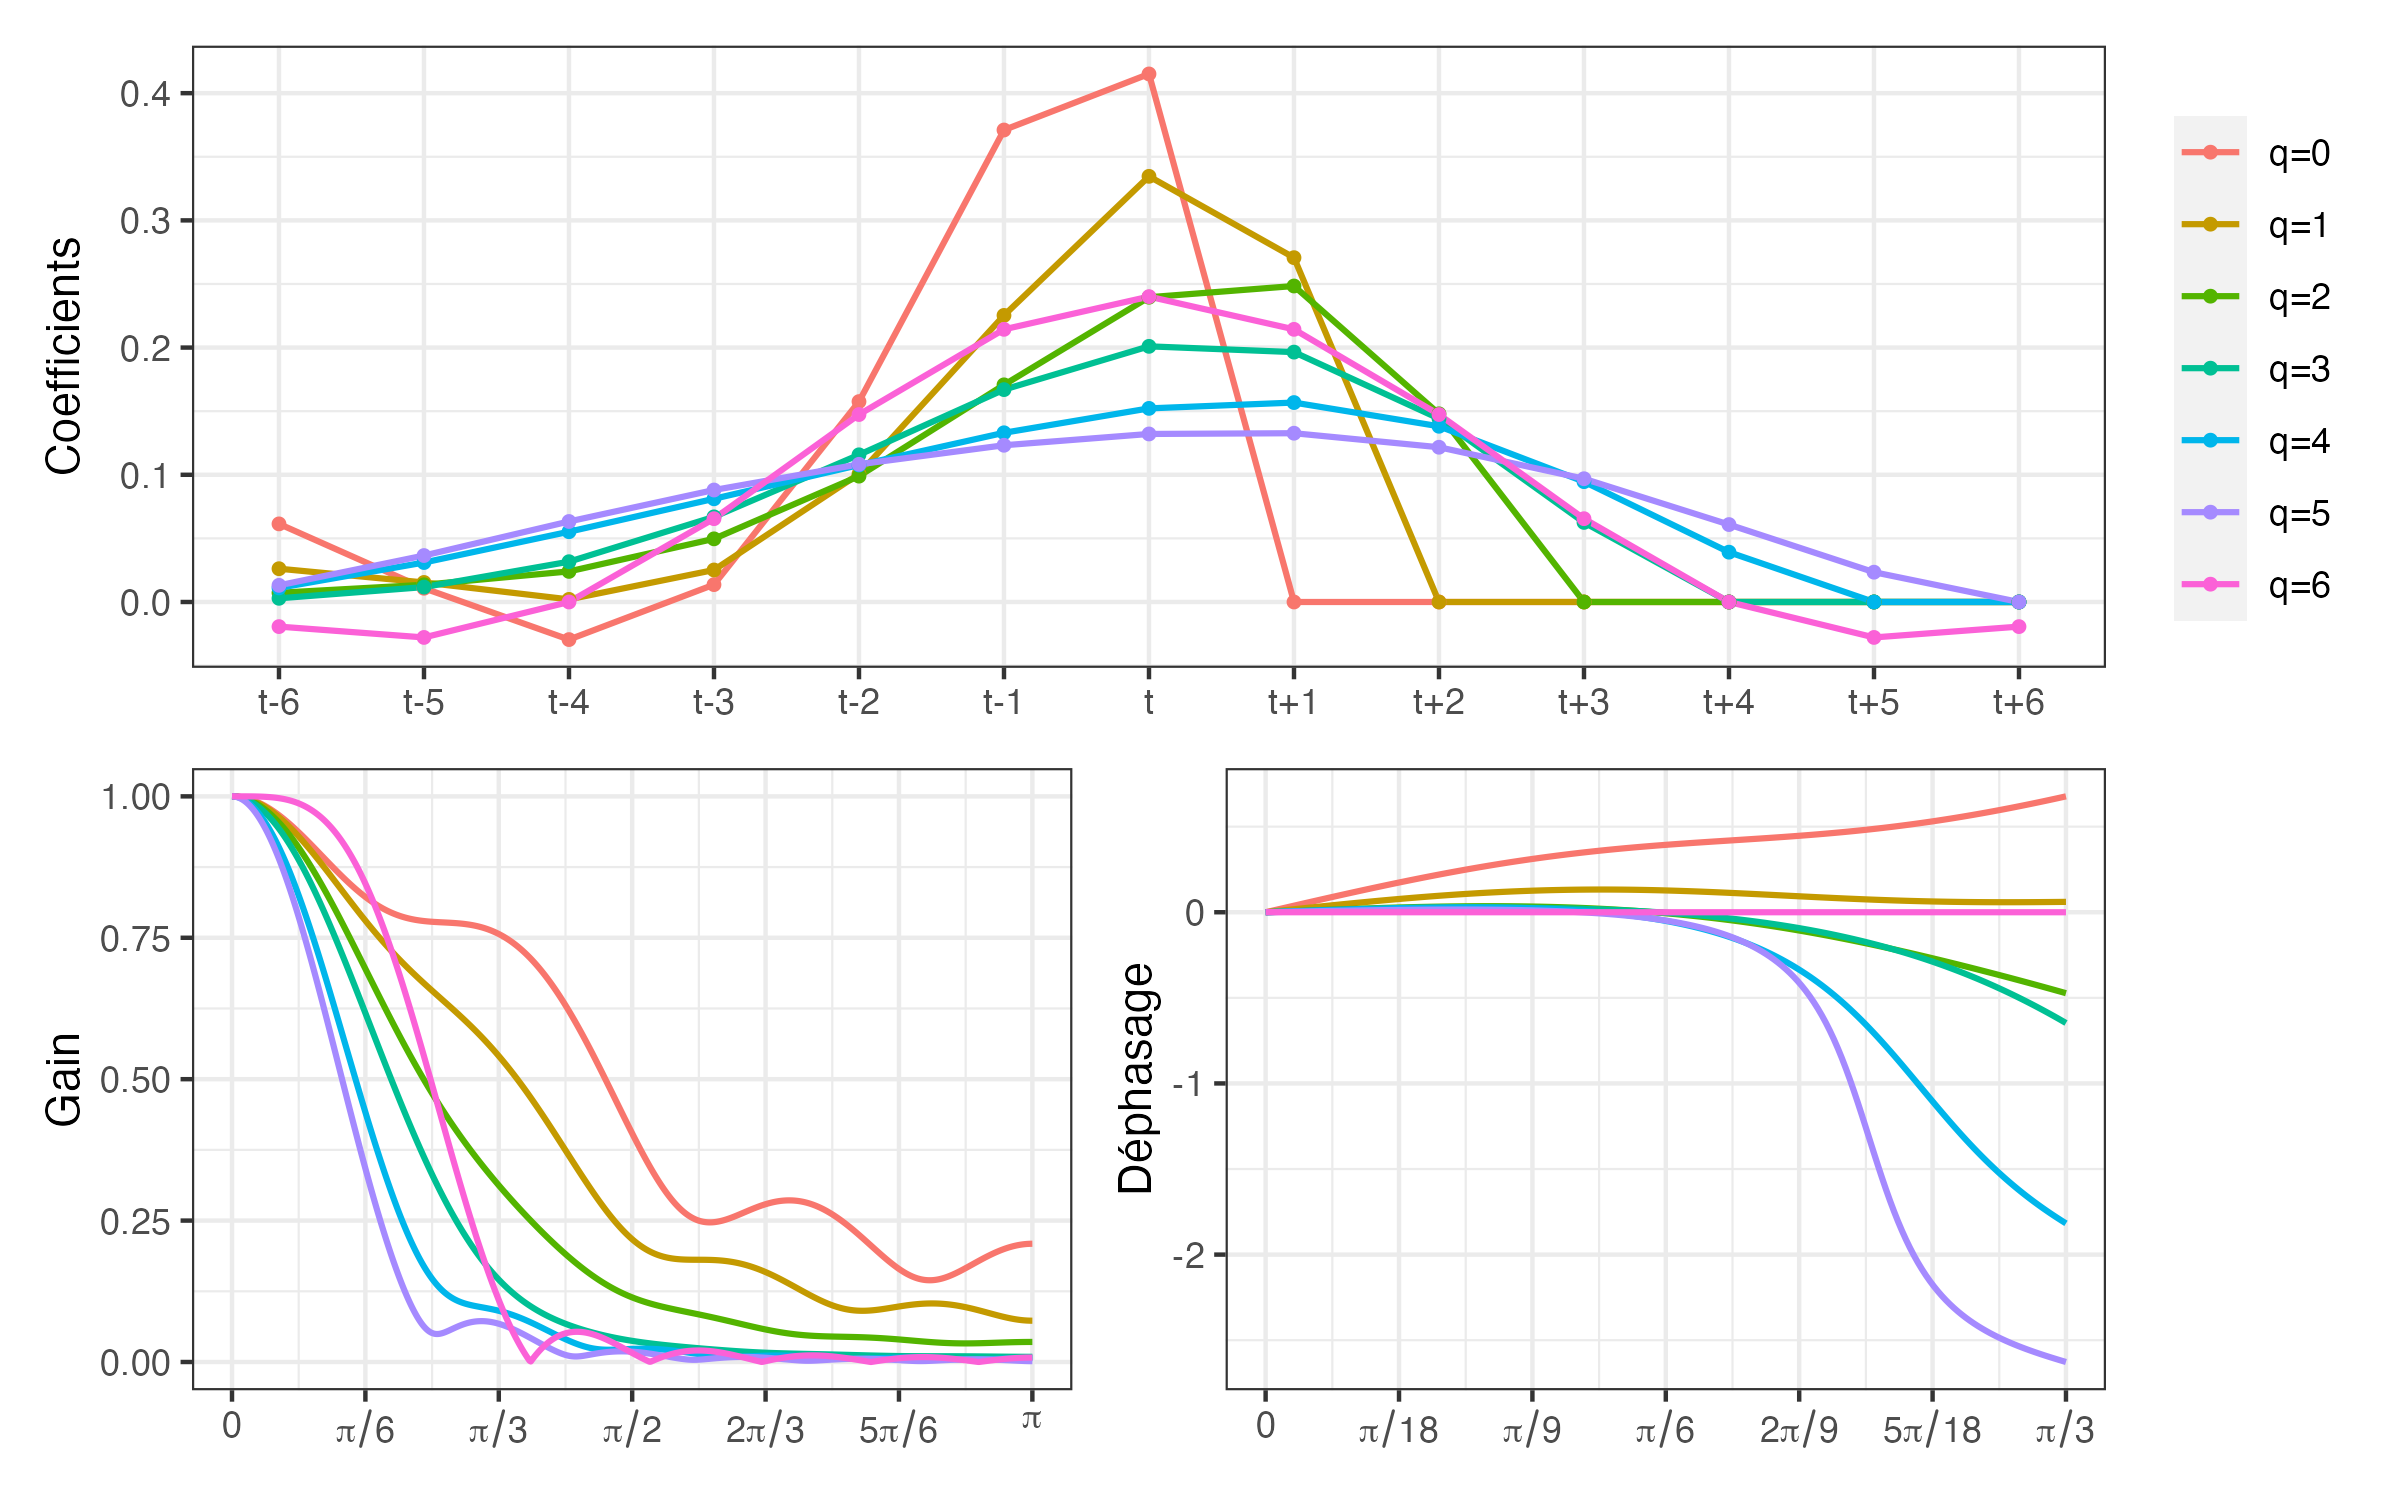 Coefficients
0.4
0.3
0.2
0.1
0.0
t-6 t-5 t-4 t-3 t-2 t-1 t t+1 t+2 t+3 t+4 t+5 t+6
q=0
q=1
q=2
q=3
q=4
q=5
q=6
Gain
1.00
0.75
0.50
0.25
0.00
0 π/6 π/3 π/2 2π/3 5π/6 π
Déphasage
0
-1
-2
0 π/18 π/9 π/6 2π/9 5π/18 π/3